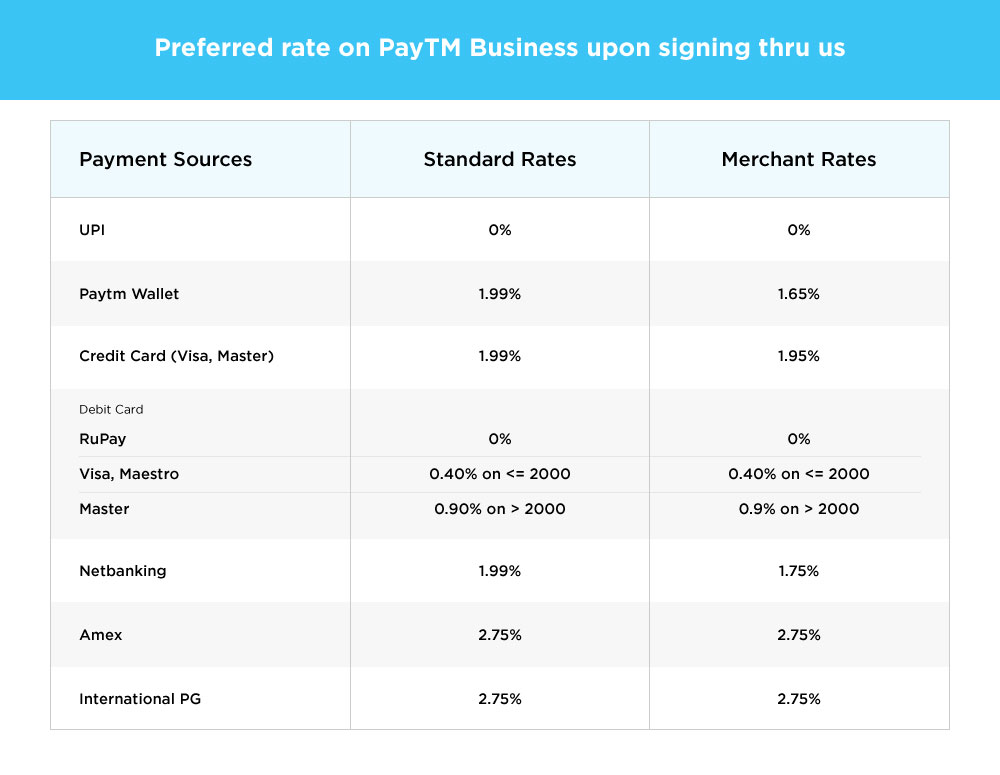 Preferred rate on PayTM Business upon signing thru us
Payment Sources Standard Rates Merchant Rates
UPI 0% 0%
Paytm Wallet 1.99% 1.65%
Credit Card (Visa, Master) 1.99% 1.95%
Debit Card
RuPay 0% 0%
Visa, Maestro 0.40% on <= 2000 0.40% on <= 2000
Master 0.90% on > 2000 0.9% on > 2000
Netbanking 1.99% 1.75%
Amex 2.75% 2.75%
International PG 2.75% 2.75%